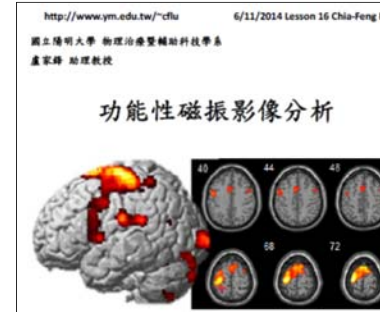 http://www.ym.edu.tw/~cflu
6/11/2014 Lesson 16 Chia-Feng
國立陽明大學 物理治療暨輔助科技學系
盧家鋒 助理教授
功能性磁振影像分析
40
44
48
68
72